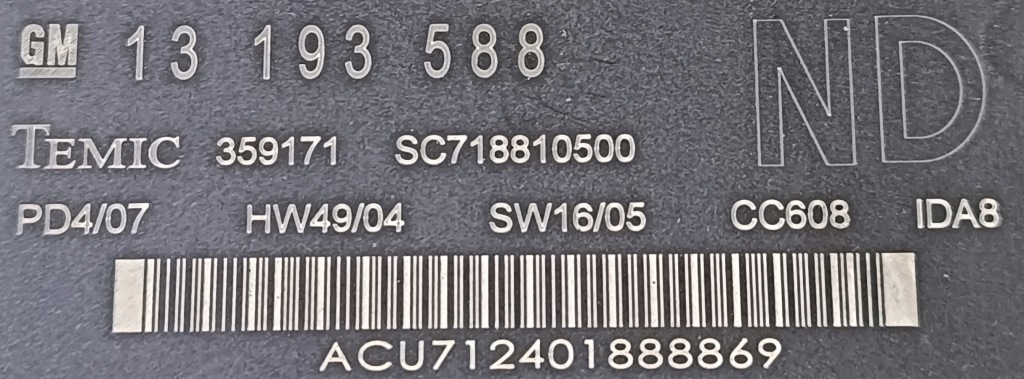 GM 13 193 588 ND
TEMIC 359171 SC718810500
PD4/07 HW49/04 SW16/05 CC608 IDA8
ACU712401888869